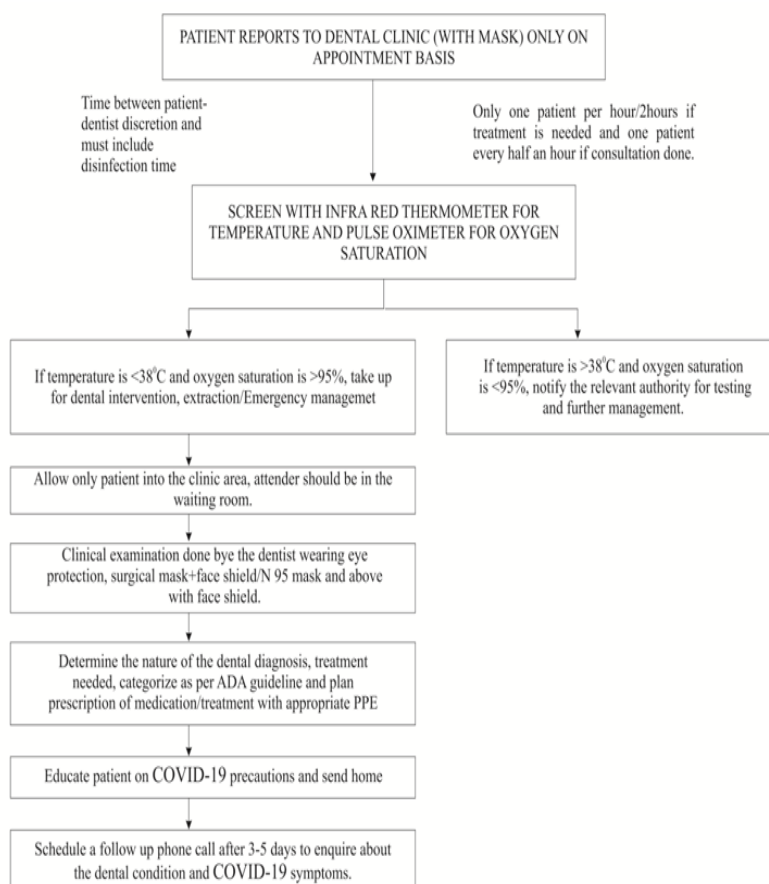 PATIENT REPORTS TO DENTAL CLINIC (WITH MASK) ONLY ON
APPOINTMENT BASIS
Time between patient-
dentist discretion and
must include
disinfection time
Only one patient per hour/2hours if
treatment is needed and one patient
every half an hour if consultation done.
SCREEN WITH INFRA RED THERMOMETER FOR
TEMPERATURE AND PULSE OXIMETER FOR OXYGEN
SATURATION
If temperature is <38⁰C and oxygen saturation is >95%, take up
for dental intervention, extraction/Emergency managemet
If temperature is >38⁰C and oxygen saturation
is <95%, notify the relevant authority for testing
and further management.
Allow only patient into the clinic area, attender should be in the
waiting room.
Clinical examination done bye the dentist wearing eye
protection, surgical mask+face shield/N 95 mask and above
with face shield.
Determine the nature of the dental diagnosis, treatment
needed, categorize as per ADA guideline and plan
prescription of medication/treatment with appropriate PPE
Educate patient on COVID-19 precautions and send home
Schedule a follow up phone call after 3-5 days to enquire about
the dental condition and COVID-19 symptoms.